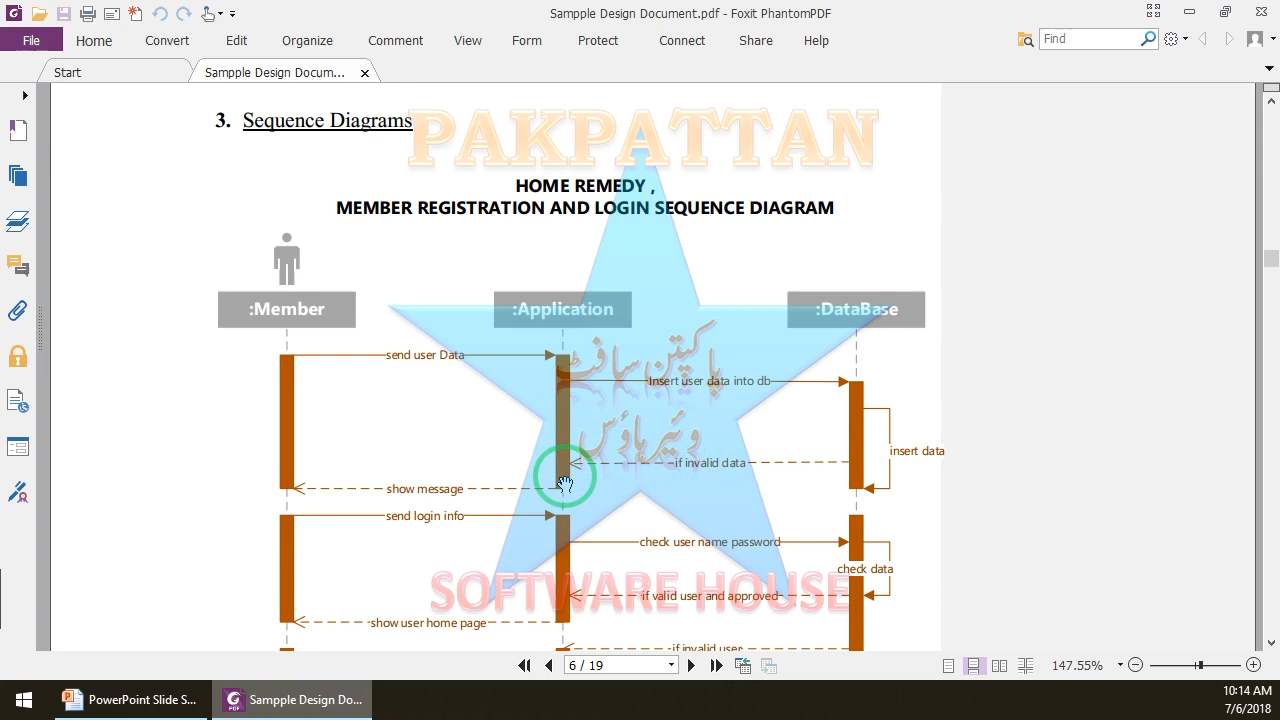 Sampple Design Document.pdf - Foxit PhantomPDF
File Home Convert Edit Organize Comment View Form Protect Connect Share Help Find
Start Sampple Design Docum...
3. Sequence Diagrams
PAKPATTAN
HOME REMEDY ,
MEMBER REGISTRATION AND LOGIN SEQUENCE DIAGRAM
:Member :Application :DataBase
send user Data
پاکپتن سافٹ
Insert user data into db
وئیر ہاؤس
insert data
if invalid data
show message
send login info
check user name password
check data
SOFTWARE HOUSE
if valid user and approved
show user home page
if invalid user
6 / 19 147.55%
PowerPoint Slide S... Sampple Design Do...
10:14 AM
7/6/2018